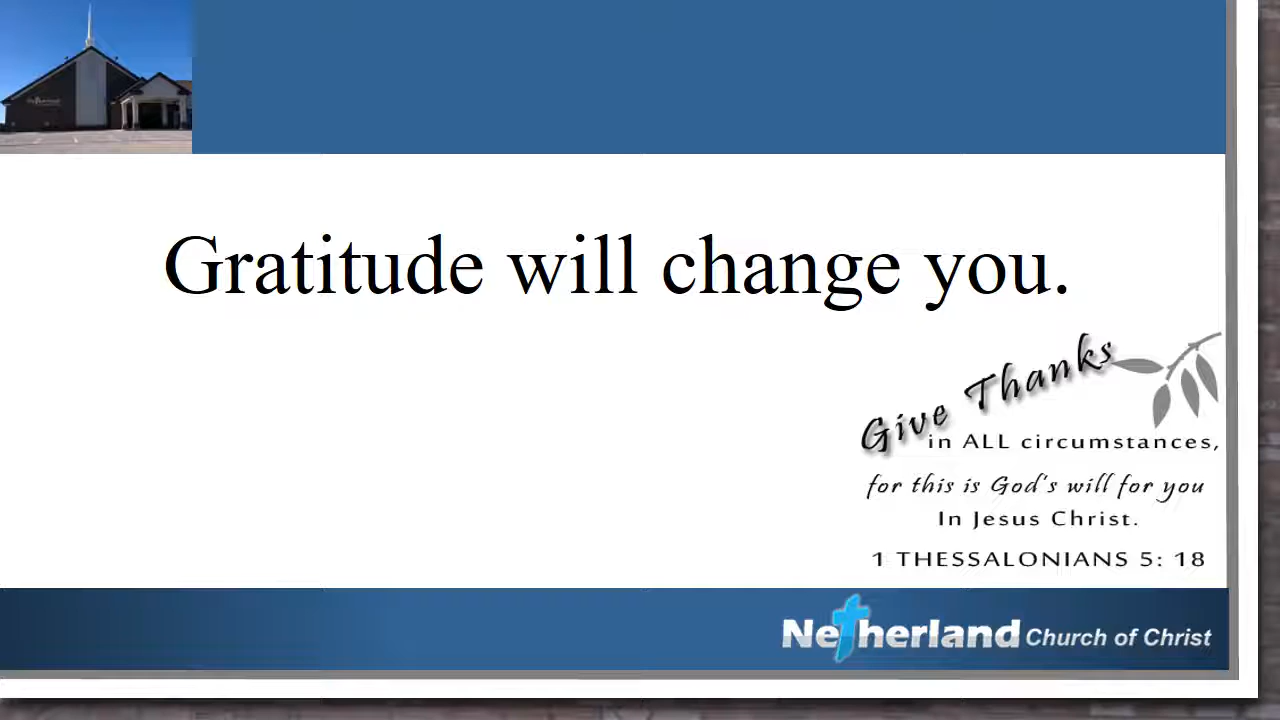 Gratitude will change you.
Give Thanks
in ALL circumstances,
for this is God's will for you
In Jesus Christ.
1 THESSALONIANS 5: 18
Netherland Church of Christ